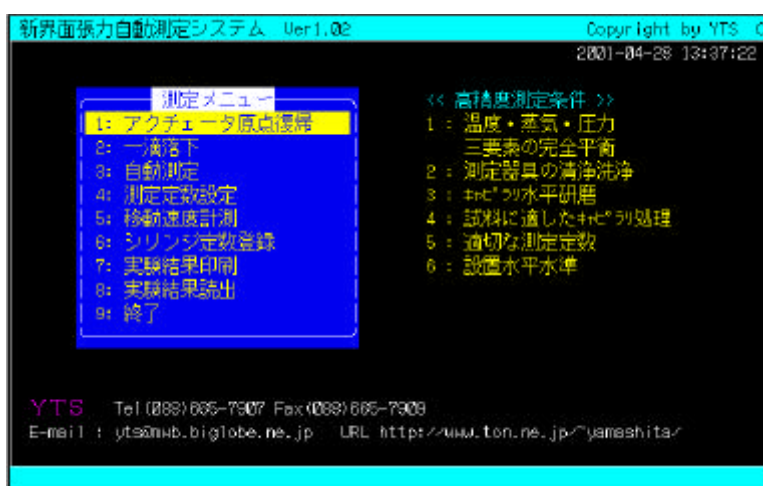 新界面張力自動測定システム Ver1.02 Copyright by YTS
2001-04-28 13:37:22
測定メニュー
1: アクチェータ原点復帰
2: 一滴落下
3: 自動測定
4: 測定定数設定
5: 移動速度計測
6: シリンジ定数登録
7: 実験結果印刷
8: 実験結果読出
9: 終了
<< 高精度測定条件 >>
1 : 温度・蒸気・圧力
三要素の完全平衡
2 : 測定器具の清浄洗浄
3 : ｷｬﾋﾟﾗﾘ水平研磨
4 : 試料に適したｷｬﾋﾟﾗﾘ処理
5 : 適切な測定定数
6 : 設置水平水準
YTS Tel(088)665-7907 Fax(088)665-7909
E-mail : yts@mwb.biglobe.ne.jp URL http://www.ton.ne.jp/~yamashita/